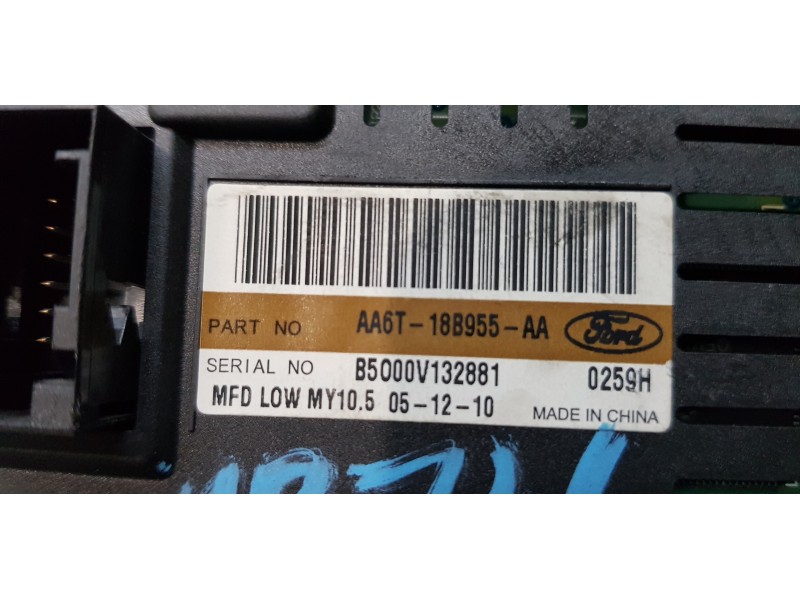 PART NO AA6T-18B955-AA Ford
SERIAL NO B5000V132881 0259H
MFD LOW MY10.5 05-12-10 MADE IN CHINA